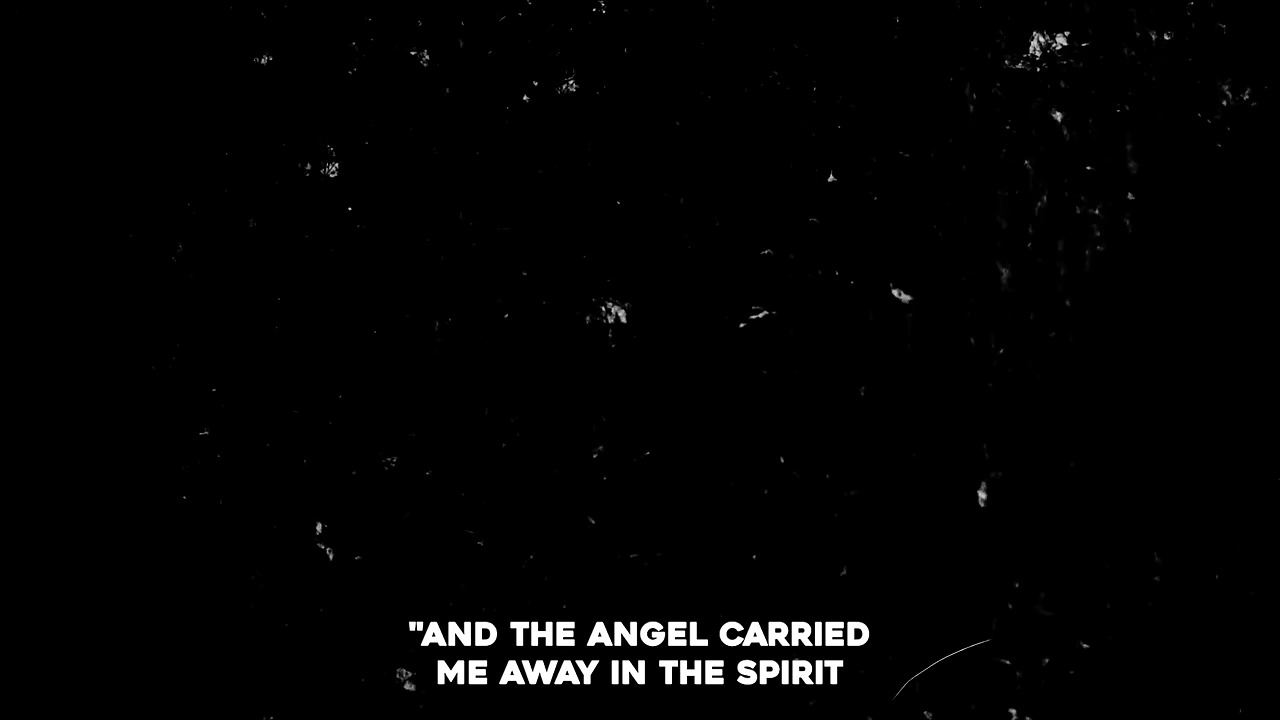 "AND THE ANGEL CARRIED
ME AWAY IN THE SPIRIT